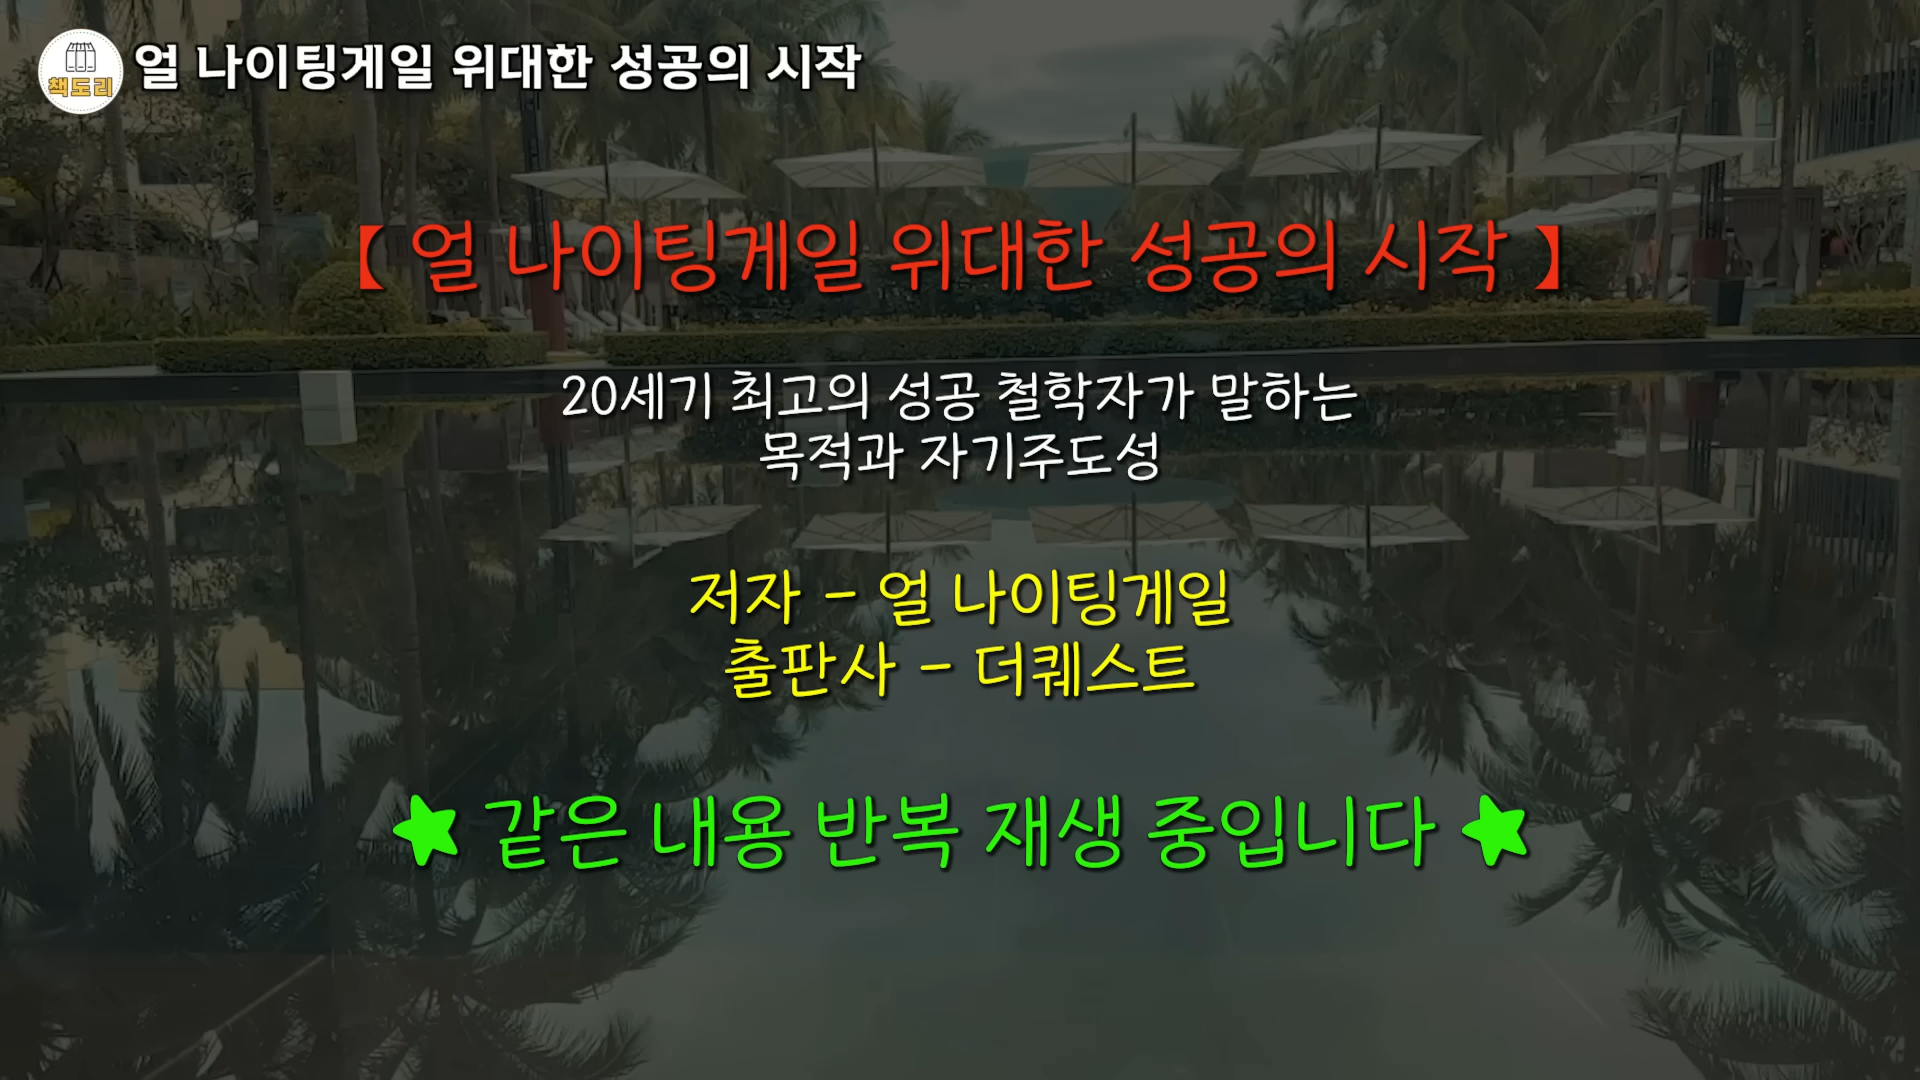 책도리
얼 나이팅게일 위대한 성공의 시작
【 얼 나이팅게일 위대한 성공의 시작 】
20세기 최고의 성공 철학자가 말하는
목적과 자기주도성
저자 - 얼 나이팅게일
출판사 - 더퀘스트
★ 같은 내용 반복 재생 중입니다 ★